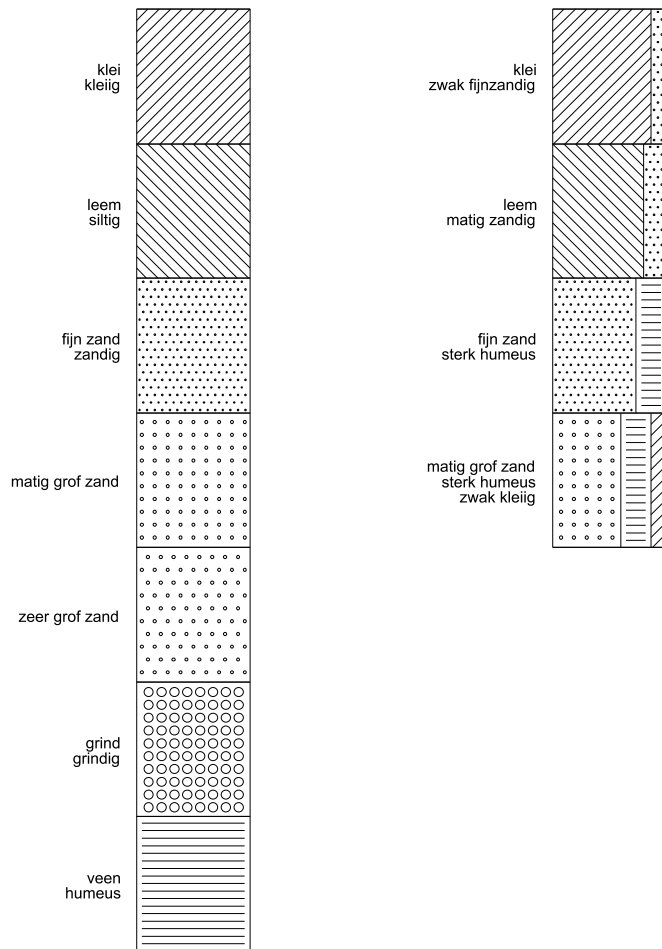 klei
kleiig
leem
siltig
fijn zand
zandig
matig grof zand
zeer grof zand
grind
grindig
veen
humeus
klei
zwak fijnzandig
leem
matig zandig
fijn zand
sterk humeus
matig grof zand
sterk humeus
zwak kleiig